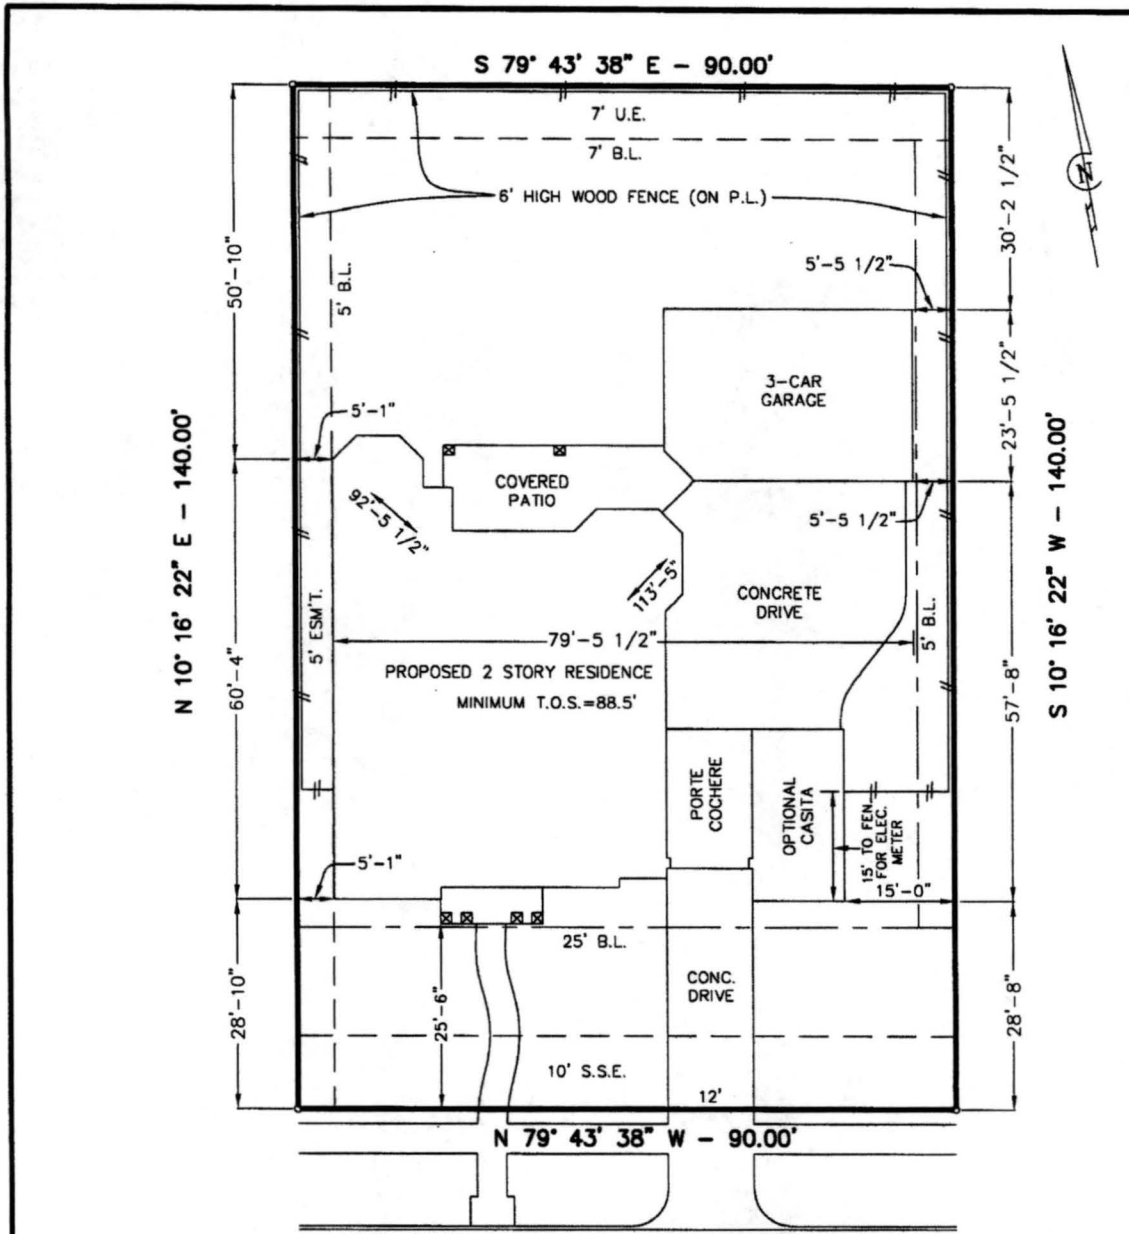 S 79° 43' 38" E - 90.00'
7' U.E.
7' B.L.
6' HIGH WOOD FENCE (ON P.L.)
N
50'-10"
30'-2 1/2"
5' B.L.
5'-5 1/2"
3-CAR
GARAGE
23'-5 1/2"
5'-1"
N 10° 16' 22" E - 140.00'
S 10° 16' 22" W - 140.00'
COVERED
PATIO
92'-5 1/2"
5'-5 1/2"
113'-5"
CONCRETE
DRIVE
5' ESM'T.
79'-5 1/2"
5' B.L.
60'-4"
57'-8"
PROPOSED 2 STORY RESIDENCE
MINIMUM T.O.S.=88.5'
PORTE
COCHERE
OPTIONAL
CASITA
15' TO FEN.
FOR ELEC.
METER
5'-1"
15'-0"
25' B.L.
28'-10"
25'-6"
CONC.
DRIVE
28'-8"
10' S.S.E.
12'
N 79° 43' 38" W - 90.00'